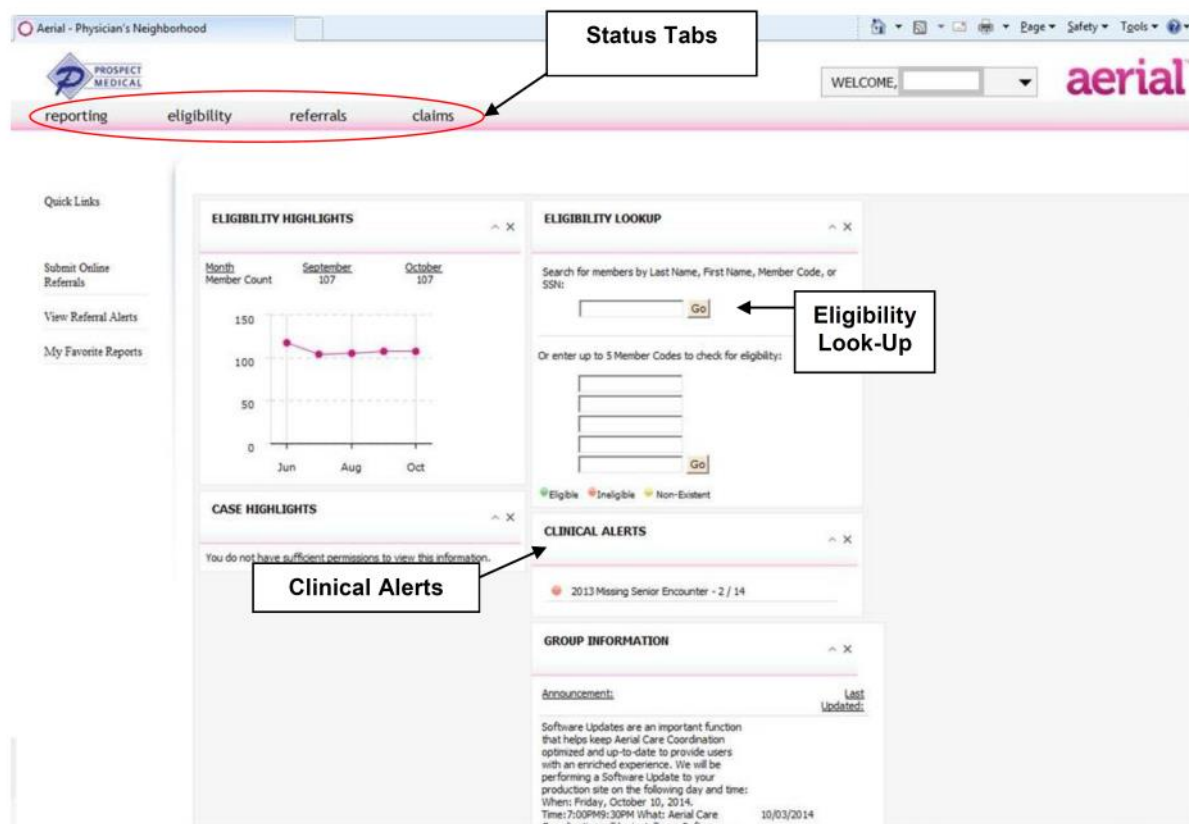 Aerial - Physician's Neighborhood
Page
Safety
Tools
Status Tabs
PROSPECT
MEDICAL
WELCOME,
aerial
reporting
eligibility
referrals
claims
Quick Links
Submit Online
Referrals
View Referral Alerts
My Favorite Reports
ELIGIBILITY HIGHLIGHTS
Month September October
Member Count 107 107
150
100
50
0
Jun Aug Oct
CASE HIGHLIGHTS
You do not have sufficient permissions to view this information.
Clinical Alerts
ELIGIBILITY LOOKUP
Search for members by Last Name, First Name, Member Code, or
SSN:
Go
Eligibility
Look-Up
Or enter up to 5 Member Codes to check for eligibility:
Go
Eligible Ineligible Non-Existent
CLINICAL ALERTS
2013 Missing Senior Encounter - 2 / 14
GROUP INFORMATION
Announcement: Last
Updated:
Software Updates are an important function
that helps keep Aerial Care Coordination
optimized and up-to-date to provide users
with an enriched experience. We will be
performing a Software Update to your
production site on the following day and time:
When: Friday, October 10, 2014.
Time:7:00PM9:30PM What: Aerial Care 10/03/2014